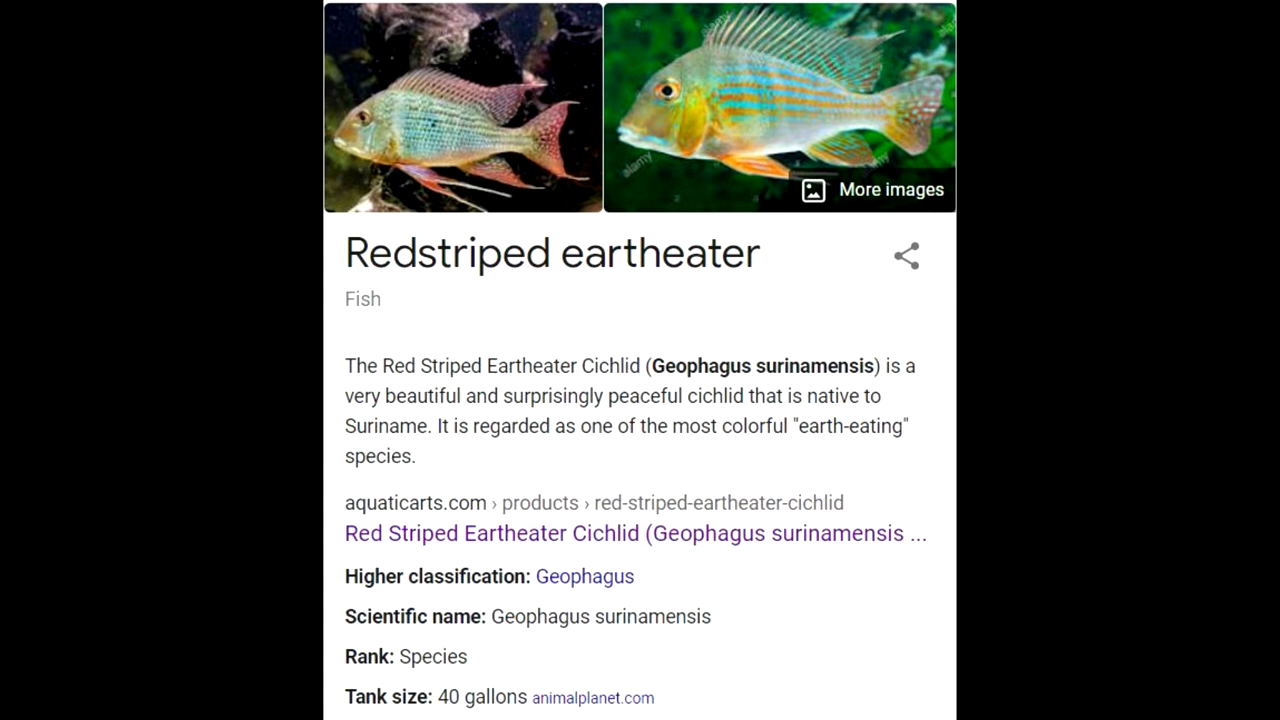 alamy
alamy
alamy
More images
Redstriped eartheater
Fish
The Red Striped Eartheater Cichlid (Geophagus surinamensis) is a
very beautiful and surprisingly peaceful cichlid that is native to
Suriname. It is regarded as one of the most colorful "earth-eating"
species.
aquaticarts.com › products › red-striped-eartheater-cichlid
Red Striped Eartheater Cichlid (Geophagus surinamensis ...
Higher classification: Geophagus
Scientific name: Geophagus surinamensis
Rank: Species
Tank size: 40 gallons animalplanet.com